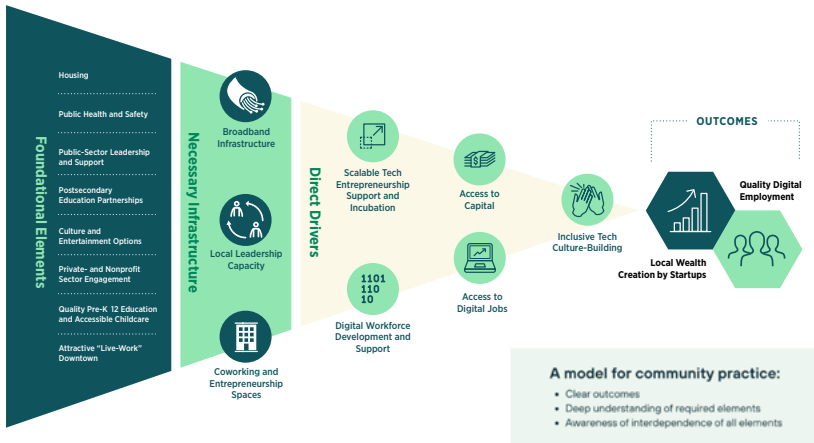 Foundational Elements
Housing
Public Health and Safety
Public-Sector Leadership
and Support
Postsecondary
Education Partnerships
Culture and
Entertainment Options
Private- and Nonprofit
Sector Engagement
Quality Pre-K 12 Education
and Accessible Childcare
Attractive “Live-Work”
Downtown
Necessary Infrastructure
Broadband
Infrastructure
Local Leadership
Capacity
Coworking and
Entrepreneurship
Spaces
Direct Drivers
Scalable Tech
Entrepreneurship
Support and
Incubation
1101
110
10
Digital Workforce
Development and
Support
$
Access to
Capital
Access to
Digital Jobs
Inclusive Tech
Culture-Building
OUTCOMES
Quality Digital
Employment
Local Wealth
Creation by Startups
A model for community practice:
• Clear outcomes
• Deep understanding of required elements
• Awareness of interdependence of all elements